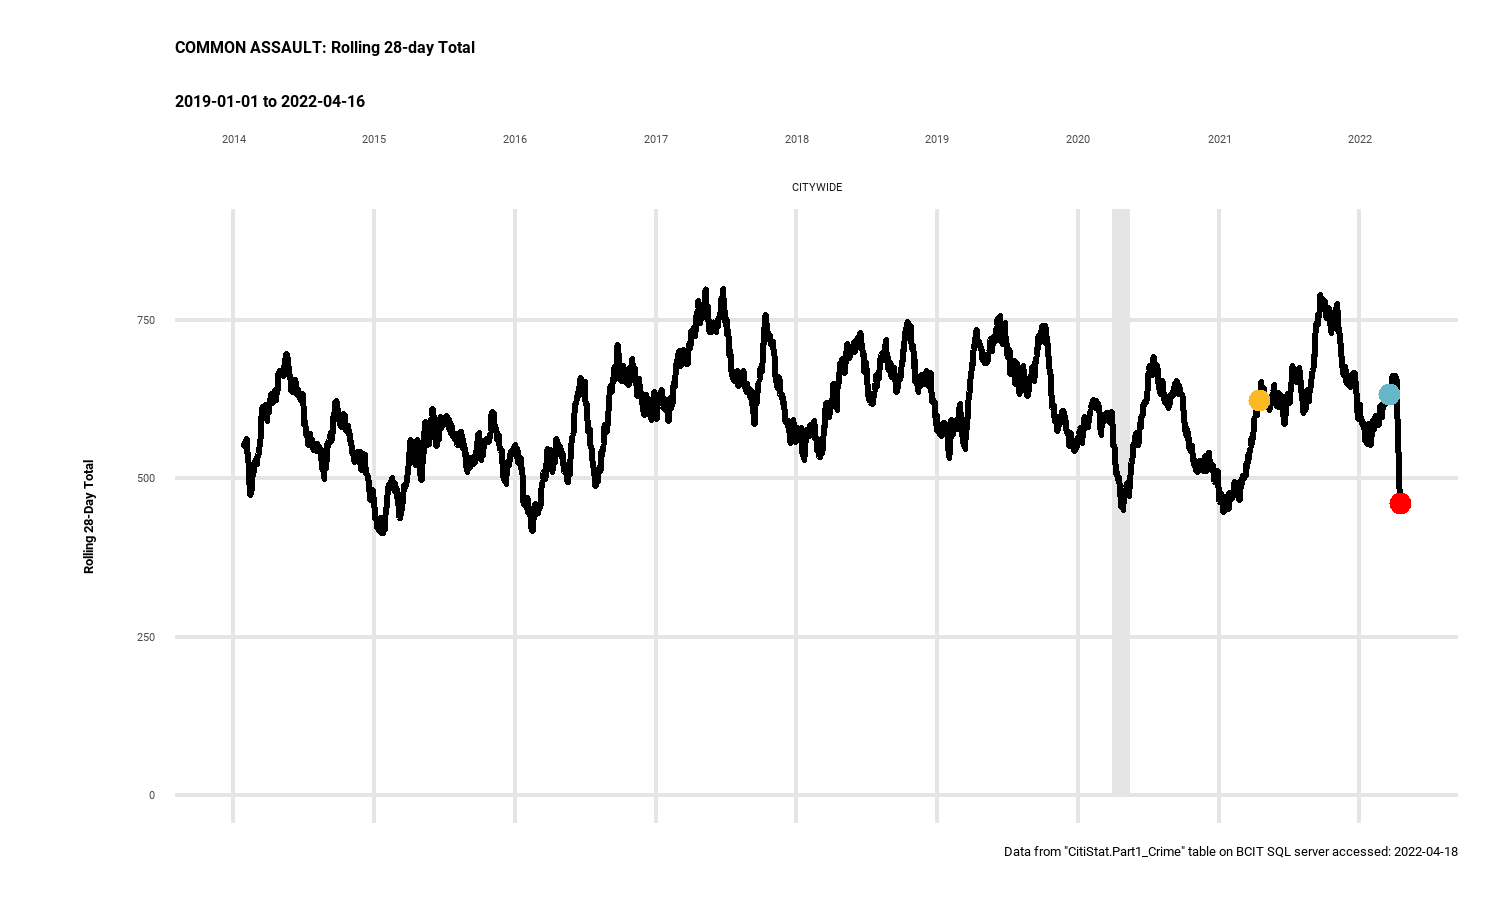 COMMON ASSAULT: Rolling 28-day Total
2019-01-01 to 2022-04-16
2014 2015 2016 2017 2018 2019 2020 2021 2022
CITYWIDE
750
500
250
0
Rolling 28-Day Total
Data from "CitiStat.Part1_Crime" table on BCIT SQL server accessed: 2022-04-18